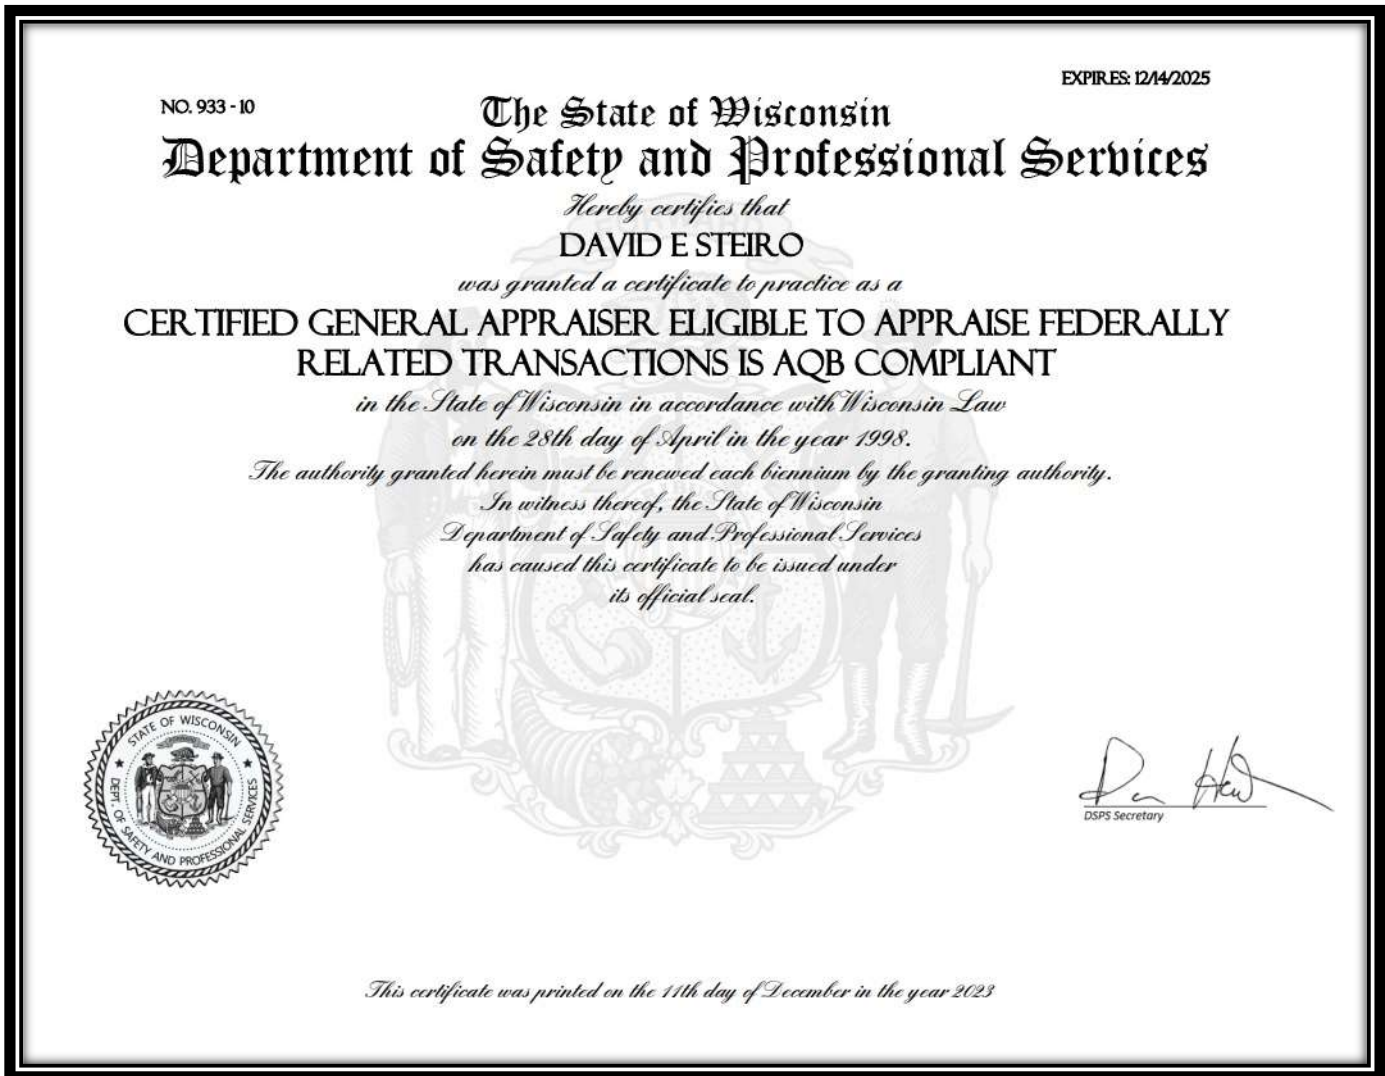 EXPIRES: 12/14/2025
NO. 933 - 10
The State of Wisconsin
Department of Safety and Professional Services
Hereby certifies that
DAVID E STEIRO
was granted a certificate to practice as a
CERTIFIED GENERAL APPRAISER ELIGIBLE TO APPRAISE FEDERALLY
RELATED TRANSACTIONS IS AQB COMPLIANT
in the State of Wisconsin in accordance with Wisconsin Law
on the 28th day of April in the year 1998.
The authority granted herein must be renewed each biennium by the granting authority.
In witness thereof, the State of Wisconsin
Department of Safety and Professional Services
has caused this certificate to be issued under
its official seal.
STATE OF WISCONSIN
DEPT. OF SAFETY AND PROFESSIONAL SERVICES
DSPS Secretary
This certificate was printed on the 11th day of December in the year 2023